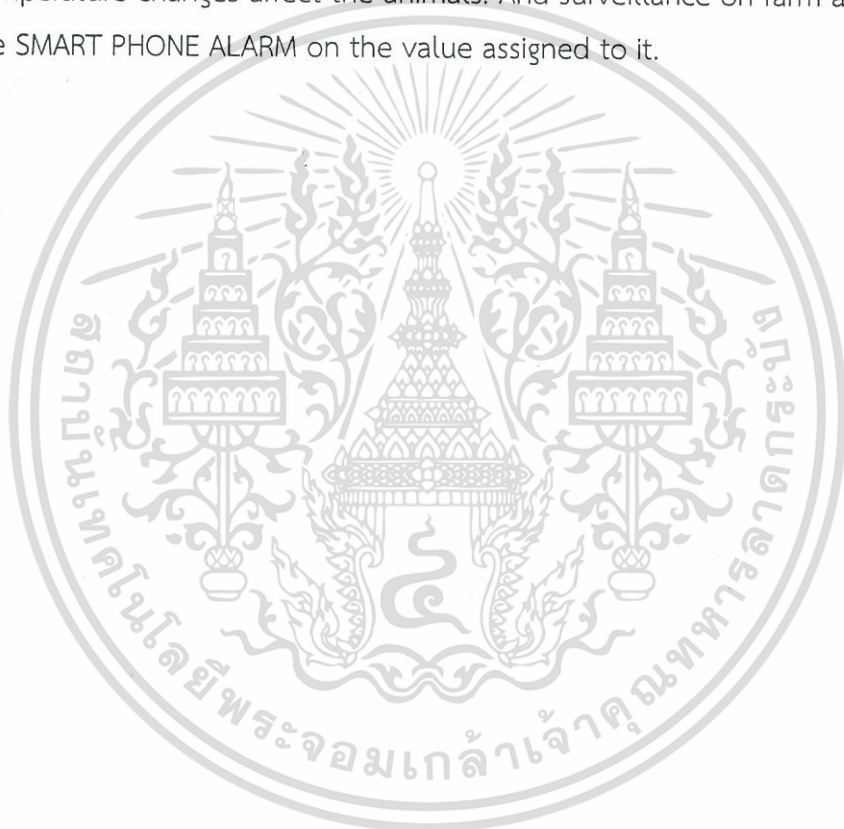 mperature changes affect the animals. And surveillance on farm a
e SMART PHONE ALARM on the value assigned to it.
สถาบันเทคโนโลยีพระจอมเกล้าเจ้าคุณทหารลาดกระบัง